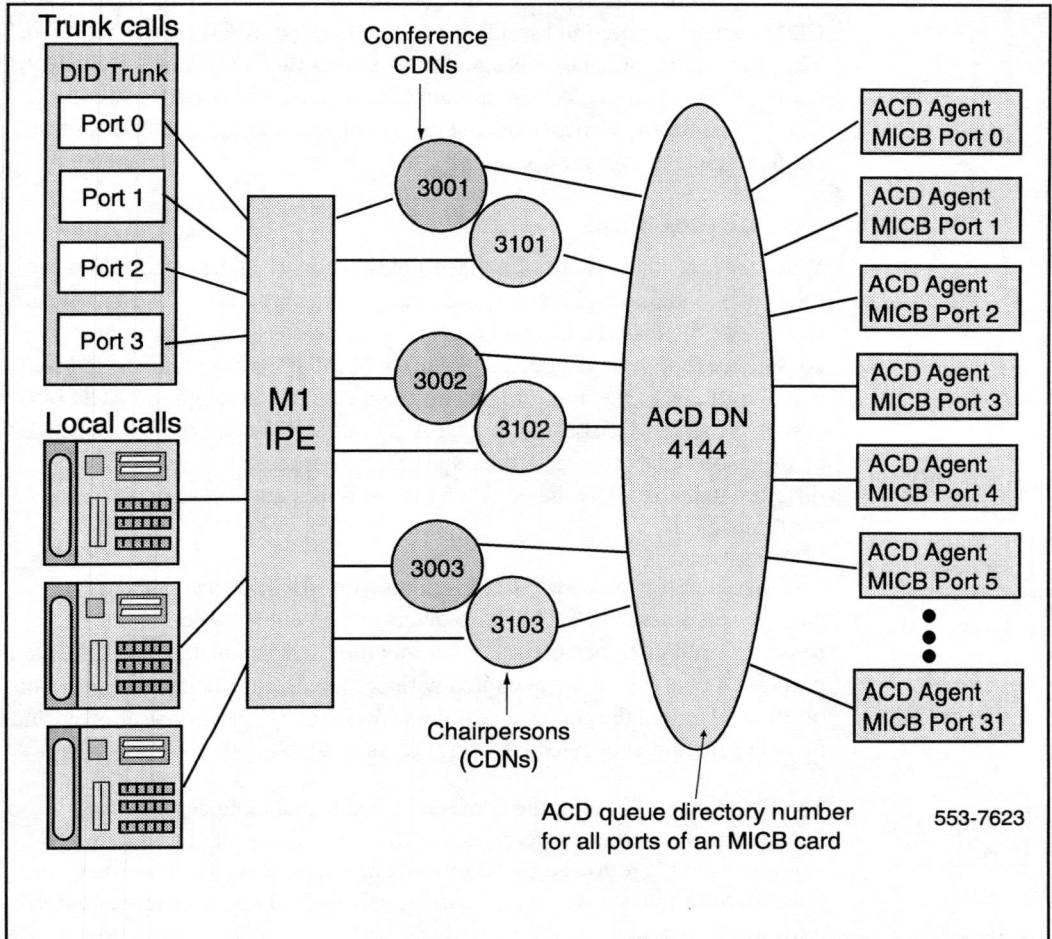 Trunk calls
DID Trunk
Port 0
Port 1
Port 2
Port 3
Local calls
M1
IPE
Conference
CDNs
3001
3101
3002
3102
3003
3103
Chairpersons
(CDNs)
ACD DN
4144
ACD queue directory number
for all ports of an MICB card
ACD Agent
MICB Port 0
ACD Agent
MICB Port 1
ACD Agent
MICB Port 2
ACD Agent
MICB Port 3
ACD Agent
MICB Port 4
ACD Agent
MICB Port 5
ACD Agent
MICB Port 31
553-7623